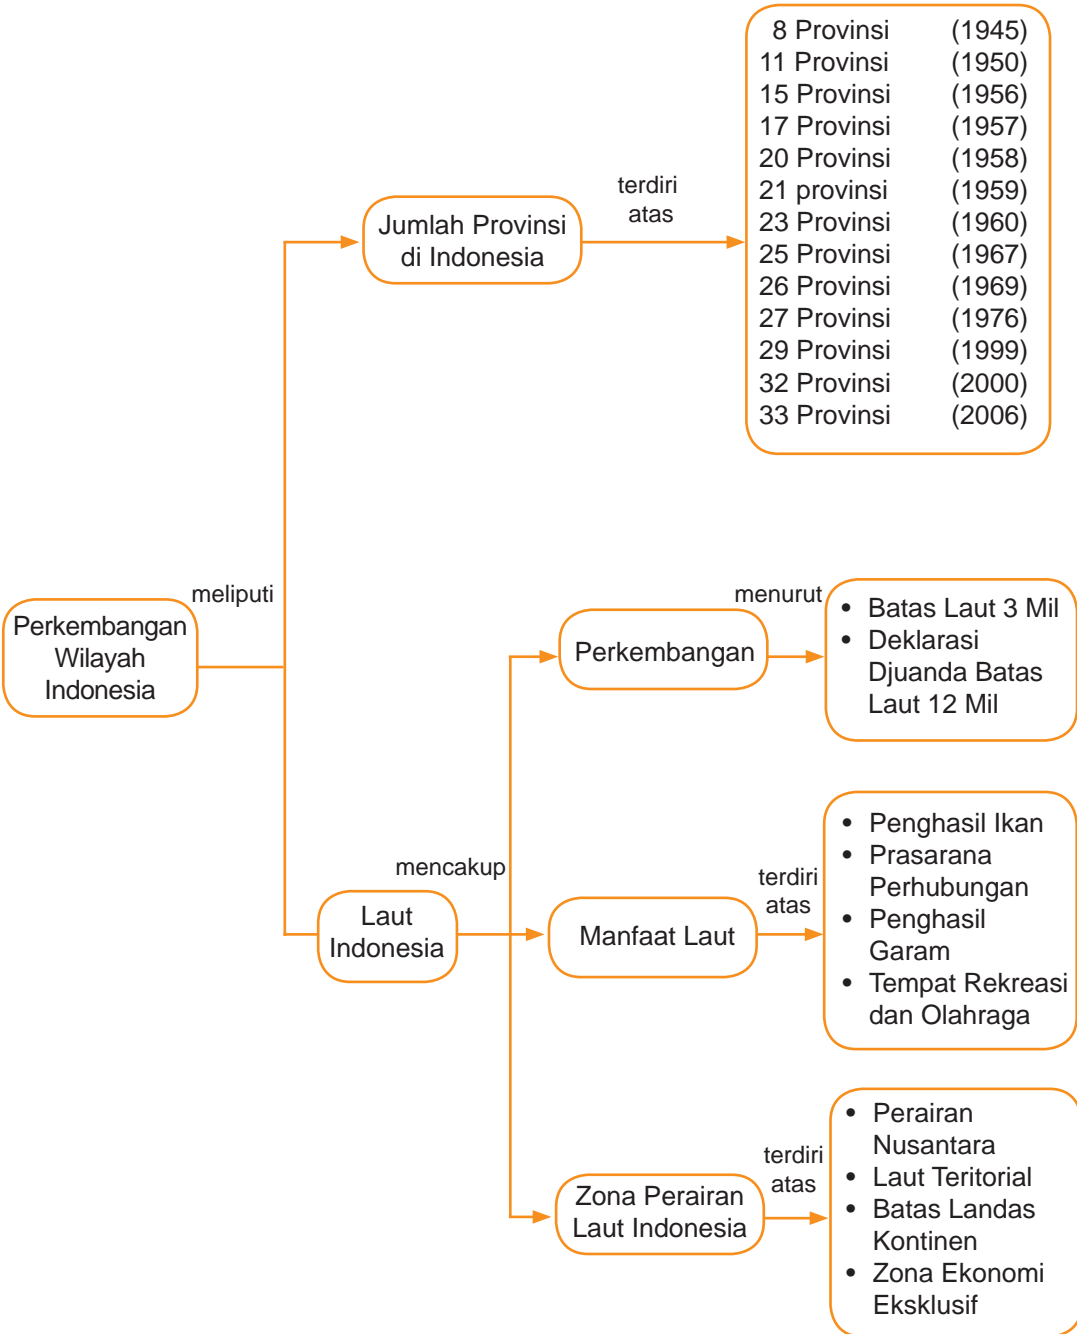 Perkembangan
Wilayah
Indonesia
meliputi
Jumlah Provinsi
di Indonesia
terdiri
atas
8 Provinsi (1945)
11 Provinsi (1950)
15 Provinsi (1956)
17 Provinsi (1957)
20 Provinsi (1958)
21 provinsi (1959)
23 Provinsi (1960)
25 Provinsi (1967)
26 Provinsi (1969)
27 Provinsi (1976)
29 Provinsi (1999)
32 Provinsi (2000)
33 Provinsi (2006)
Laut
Indonesia
mencakup
Perkembangan
menurut
• Batas Laut 3 Mil
• Deklarasi
Djuanda Batas
Laut 12 Mil
Manfaat Laut
terdiri
atas
• Penghasil Ikan
• Prasarana
Perhubungan
• Penghasil
Garam
• Tempat Rekreasi
dan Olahraga
Zona Perairan
Laut Indonesia
terdiri
atas
• Perairan
Nusantara
• Laut Teritorial
• Batas Landas
Kontinen
• Zona Ekonomi
Eksklusif